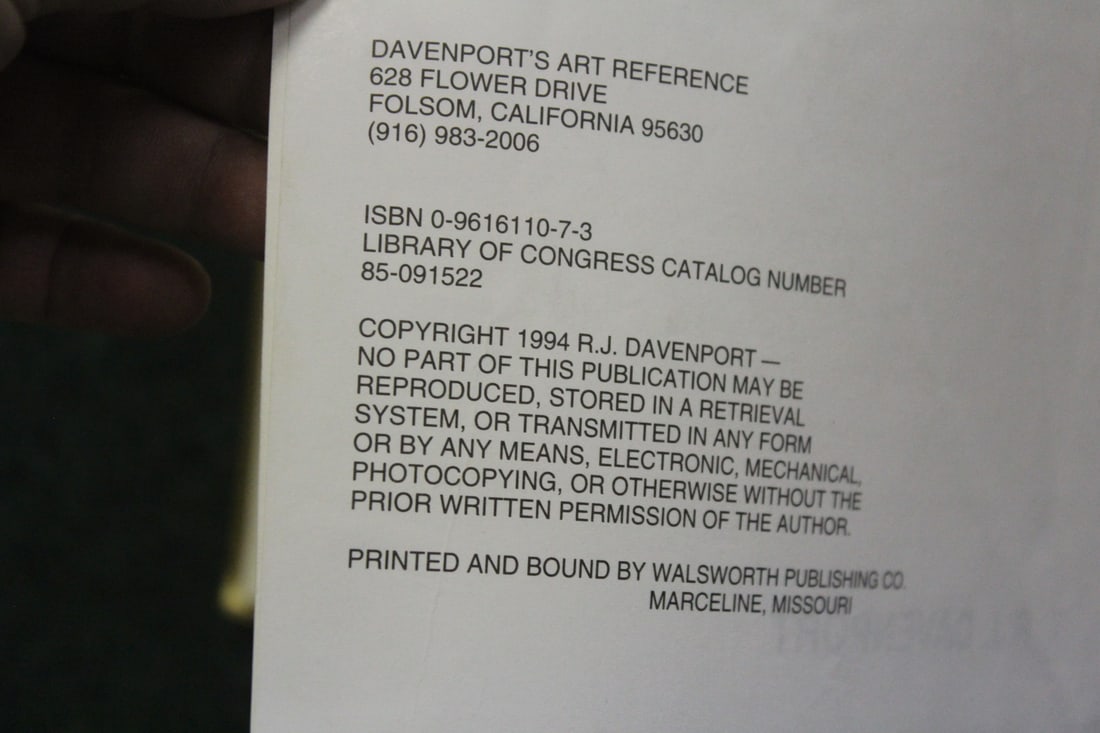 DAVENPORT'S ART REFERENCE
628 FLOWER DRIVE
FOLSOM, CALIFORNIA 95630
(916) 983-2006
ISBN 0-9616110-7-3
LIBRARY OF CONGRESS CATALOG NUMBER
85-091522
COPYRIGHT 1994 R.J. DAVENPORT —
NO PART OF THIS PUBLICATION MAY BE
REPRODUCED, STORED IN A RETRIEVAL
SYSTEM, OR TRANSMITTED IN ANY FORM
OR BY ANY MEANS, ELECTRONIC, MECHANICAL,
PHOTOCOPYING, OR OTHERWISE WITHOUT THE
PRIOR WRITTEN PERMISSION OF THE AUTHOR.
PRINTED AND BOUND BY WALSWORTH PUBLISHING CO.
MARCELINE, MISSOURI